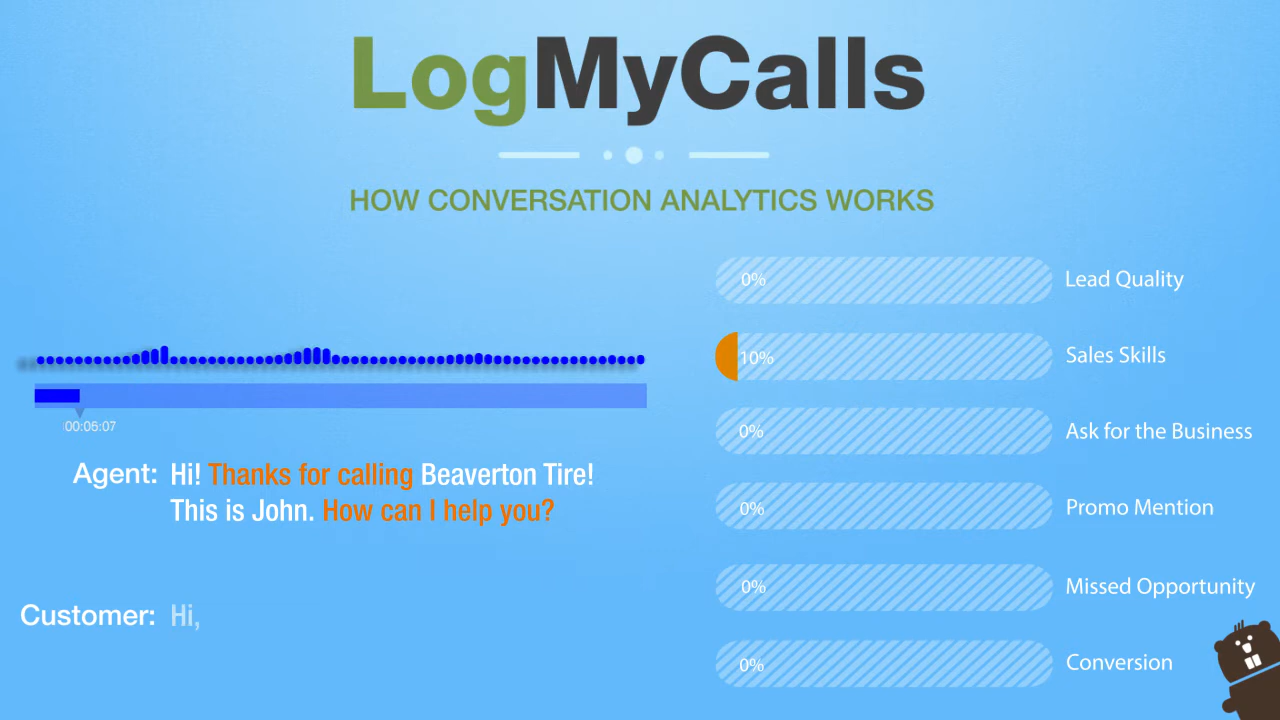 LogMyCalls
HOW CONVERSATION ANALYTICS WORKS
00:06:07
Agent: Hi! Thanks for calling Beaverton Tire!
This is John. How can I help you?
Customer: Hi,
0% Lead Quality
10% Sales Skills
0% Ask for the Business
0% Promo Mention
0% Missed Opportunity
0% Conversion